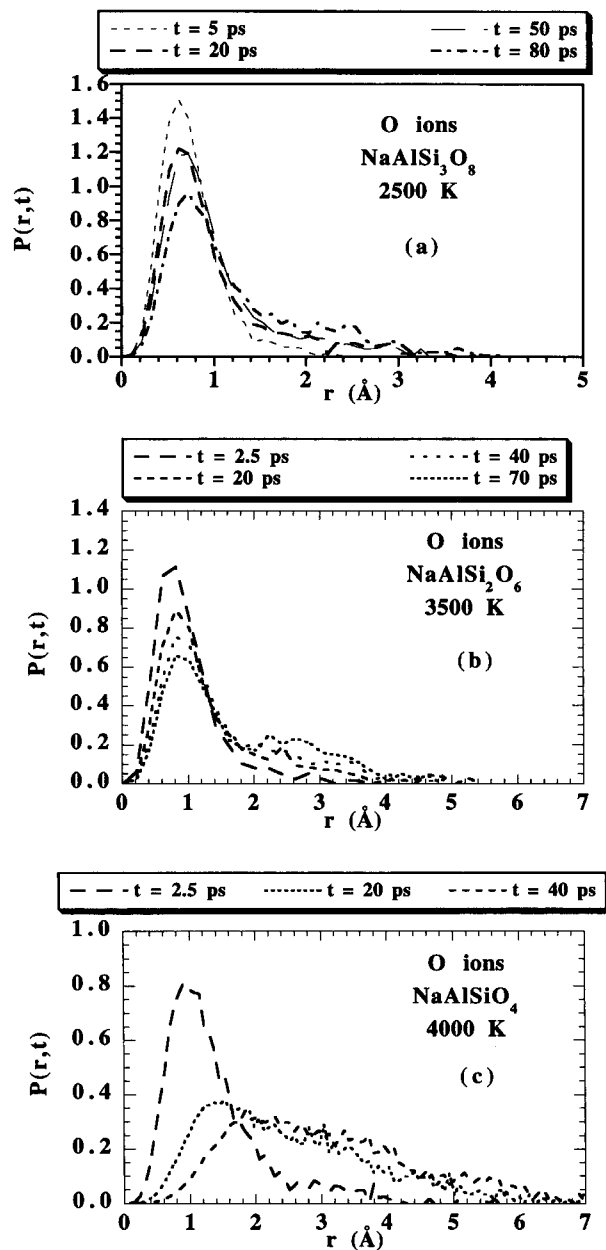 t = 5 ps t = 50 ps
t = 20 ps t = 80 ps
1.6
1.4
1.2
1.0
0.8
0.6
0.4
0.2
0.0
P(r,t)
O ions
NaAlSi₃O₈
2500 K
(a)
0 1 2 3 4 5
r (Å)
t = 2.5 ps t = 40 ps
t = 20 ps t = 70 ps
1.4
1.2
1.0
0.8
0.6
0.4
0.2
0.0
P(r,t)
O ions
NaAlSi₂O₆
3500 K
(b)
0 1 2 3 4 5 6 7
r (Å)
t = 2.5 ps t = 20 ps t = 40 ps
1.0
0.8
0.6
0.4
0.2
0.0
P(r,t)
O ions
NaAlSiO₄
4000 K
(c)
0 1 2 3 4 5 6 7
r (Å)